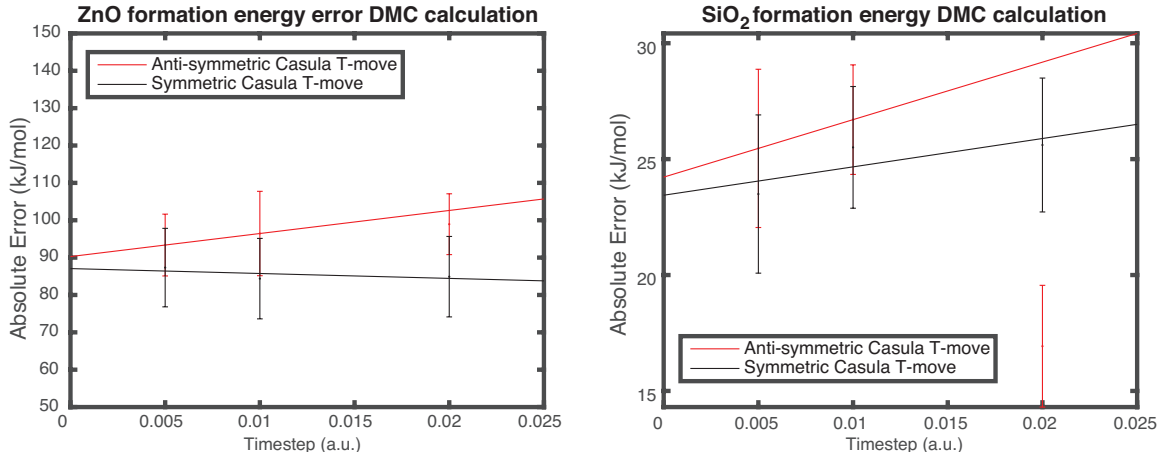 ZnO formation energy error DMC calculation
150
140
130
120
110
100
90
80
70
60
50
Absolute Error (kJ/mol)
Anti-symmetric Casula T-move
Symmetric Casula T-move
0 0.005 0.01 0.015 0.02 0.025
Timestep (a.u.)
SiO₂ formation energy DMC calculation
30
25
20
15
Absolute Error (kJ/mol)
Anti-symmetric Casula T-move
Symmetric Casula T-move
0 0.005 0.01 0.015 0.02 0.025
Timestep (a.u.)